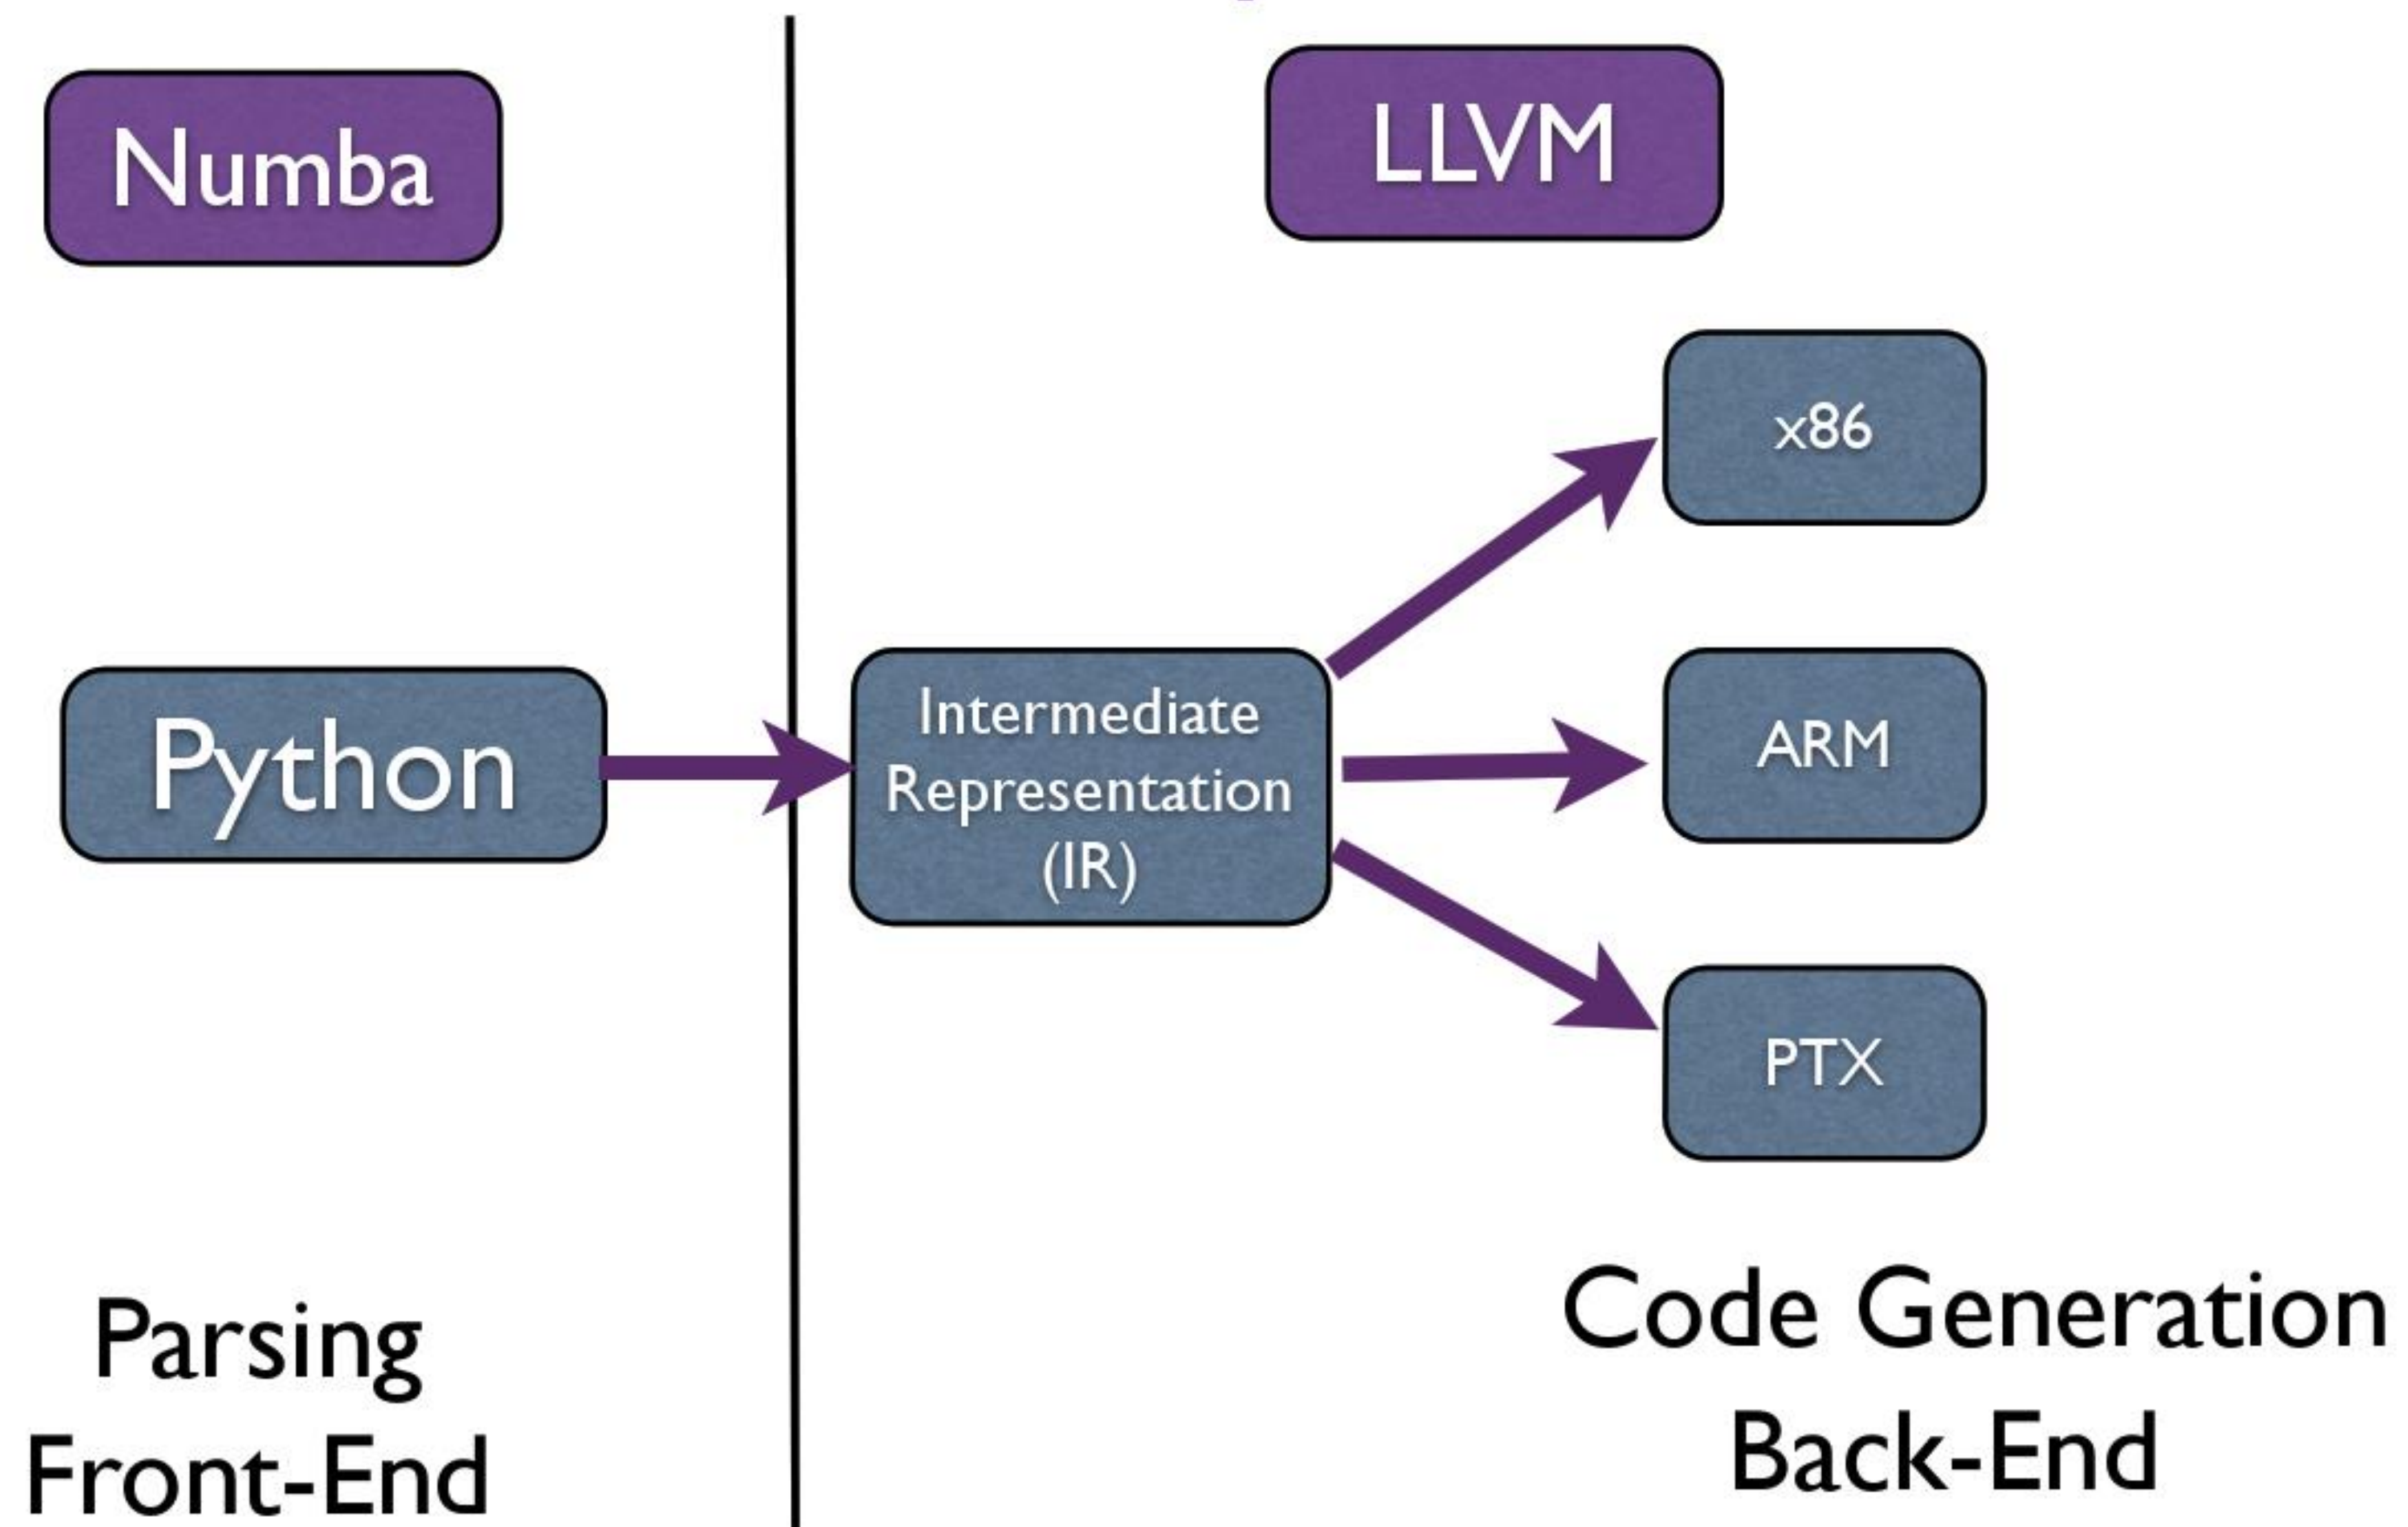 Numba
LLVM
x86
Python
Intermediate
Representation
(IR)
ARM
PTX
Parsing
Front-End
Code Generation
Back-End